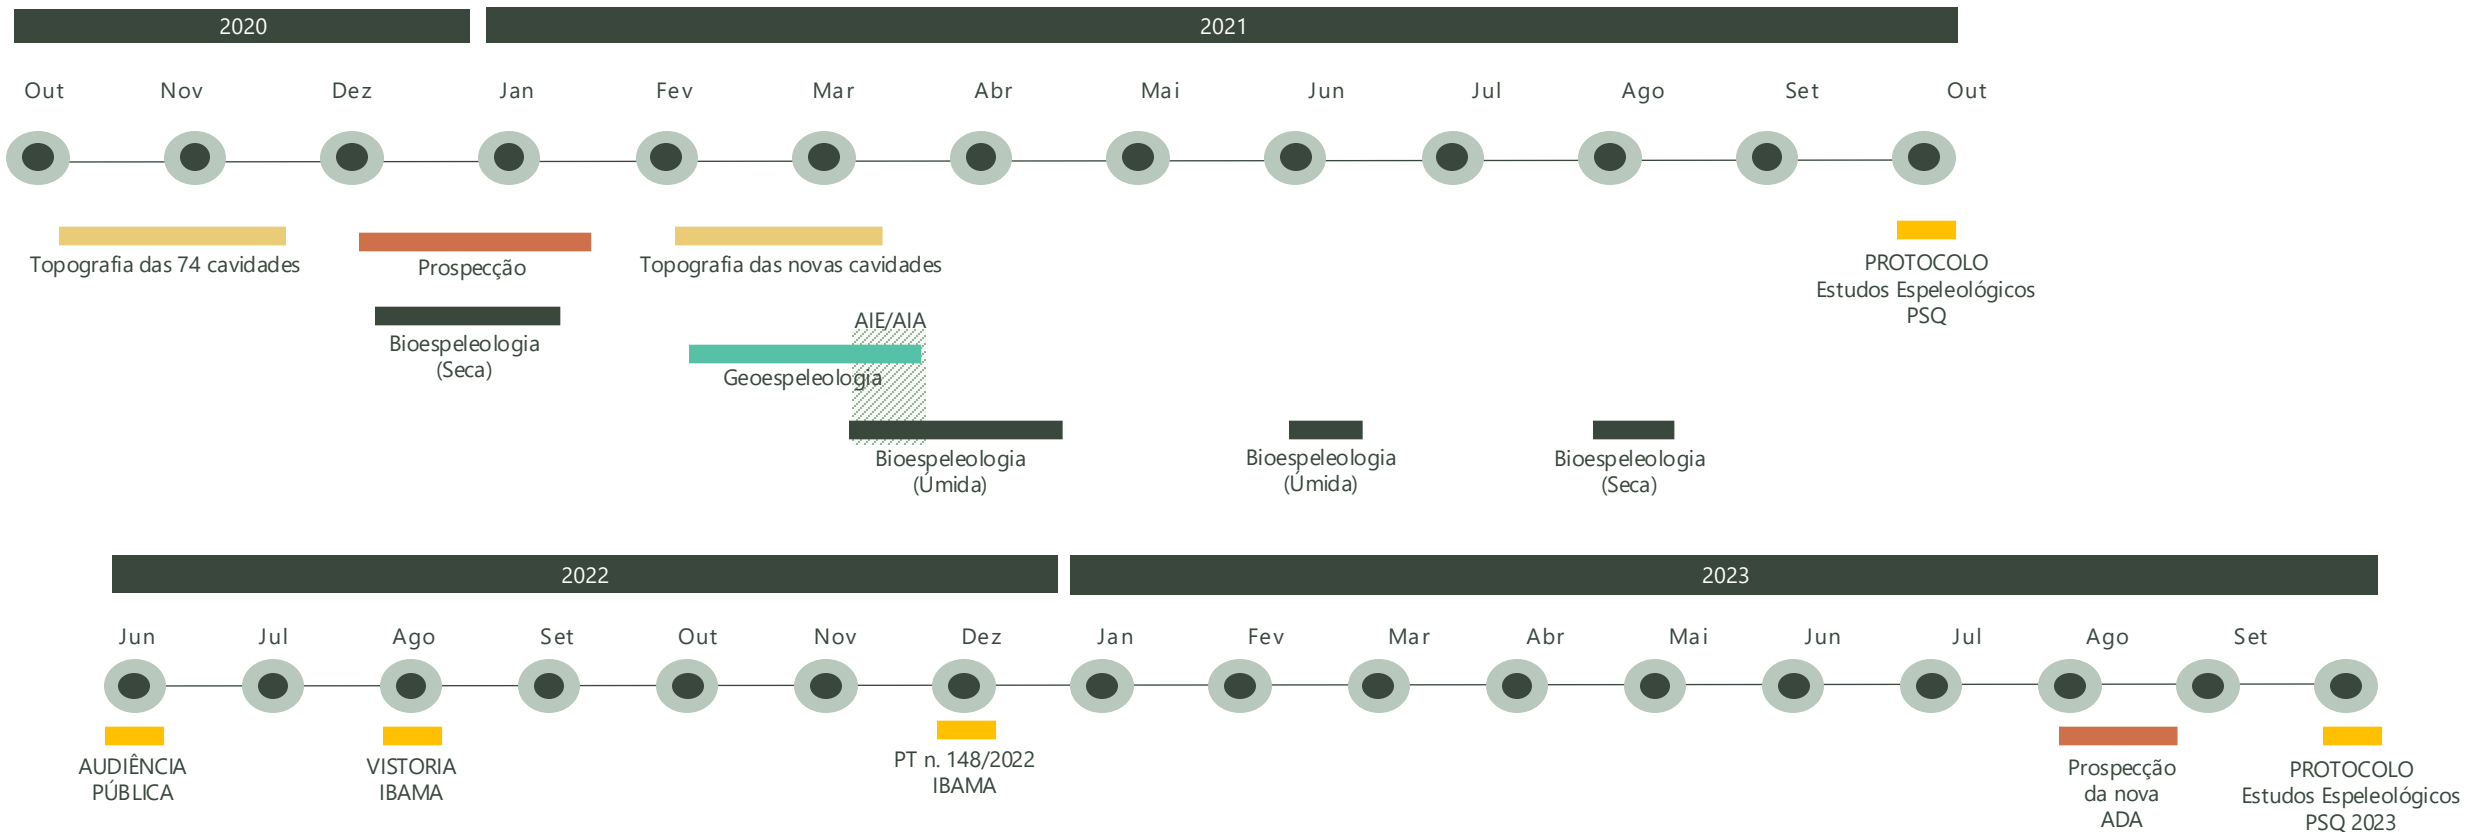 2020
2021
Out Nov Dez Jan Fev Mar Abr Mai Jun Jul Ago Set Out
Topografia das 74 cavidades
Prospecção
Topografia das novas cavidades
PROTOCOLO
Estudos Espeleológicos
PSQ
Bioespeleologia
(Seca)
AIE/AIA
Geoespeleologia
Bioespeleologia
(Úmida)
Bioespeleologia
(Úmida)
Bioespeleologia
(Seca)
2022
2023
Jun Jul Ago Set Out Nov Dez Jan Fev Mar Abr Mai Jun Jul Ago Set
AUDIÊNCIA
PÚBLICA
VISTORIA
IBAMA
PT n. 148/2022
IBAMA
Prospecção
da nova
ADA
PROTOCOLO
Estudos Espeleológicos
PSQ 2023